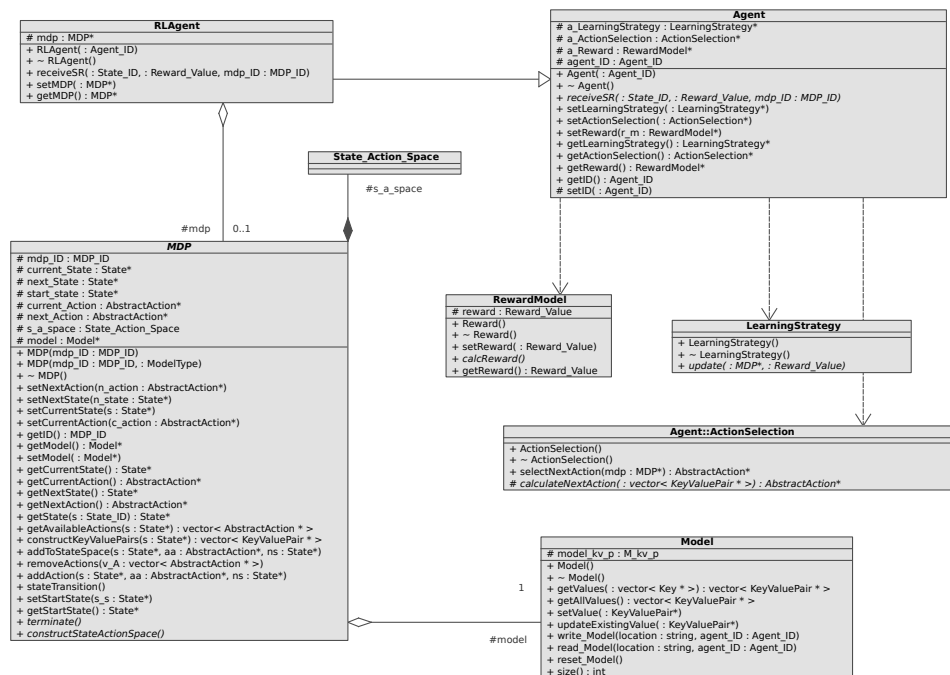 RLAgent
# mdp : MDP*
+ RLAgent( : Agent_ID)
+ ~ RLAgent()
+ receiveSR( : State_ID, : Reward_Value, mdp_ID : MDP_ID)
+ setMDP( : MDP*)
+ getMDP() : MDP*
Agent
# a_LearningStrategy : LearningStrategy*
# a_ActionSelection : ActionSelection*
# a_Reward : RewardModel*
# agent_ID : Agent_ID
+ Agent( : Agent_ID)
+ ~ Agent()
+ receiveSR( : State_ID, : Reward_Value, mdp_ID : MDP_ID)
+ setLearningStrategy( : LearningStrategy*)
+ setActionSelection( : ActionSelection*)
+ setReward(r_m : RewardModel*)
+ getLearningStrategy() : LearningStrategy*
+ getActionSelection() : ActionSelection*
+ getReward() : RewardModel*
+ getID() : Agent_ID
# setID( : Agent_ID)
State_Action_Space
#s_a_space
#mdp
0..1
MDP
# mdp_ID : MDP_ID
# current_State : State*
# next_State : State*
# start_state : State*
# current_Action : AbstractAction*
# next_Action : AbstractAction*
# s_a_space : State_Action_Space
# model : Model*
+ MDP(mdp_ID : MDP_ID)
+ MDP(mdp_ID : MDP_ID, : ModelType)
+ ~ MDP()
+ setNextAction(n_action : AbstractAction*)
+ setNextState(n_state : State*)
+ setCurrentState(s : State*)
+ setCurrentAction(c_action : AbstractAction*)
+ getID() : MDP_ID
+ getModel() : Model*
+ setModel( : Model*)
+ getCurrentState() : State*
+ getCurrentAction() : AbstractAction*
+ getNextState() : State*
+ getNextAction() : AbstractAction*
+ getState(s : State_ID) : State*
+ getAvailableActions(s : State*) : vector< AbstractAction * >
+ constructKeyValuePairs(s : State*) : vector< KeyValuePair * >
+ addToStateSpace(s : State*, aa : AbstractAction*, ns : State*)
+ removeActions(v_A : vector< AbstractAction * >)
+ addAction(s : State*, aa : AbstractAction*, ns : State*)
+ stateTransition()
+ setStartState(s_s : State*)
+ getStartState() : State*
+ terminate()
+ constructStateActionSpace()
RewardModel
# reward : Reward_Value
+ Reward()
+ ~ Reward()
+ setReward( : Reward_Value)
+ calcReward()
+ getReward() : Reward_Value
LearningStrategy
+ LearningStrategy()
+ ~ LearningStrategy()
+ update( : MDP*, : Reward_Value)
Agent::ActionSelection
+ ActionSelection()
+ ~ ActionSelection()
+ selectNextAction(mdp : MDP*) : AbstractAction*
# calculateNextAction( : vector< KeyValuePair * >) : AbstractAction*
1
#model
Model
# model_kv_p : M_kv_p
+ Model()
+ ~ Model()
+ getValues( : vector< Key * >) : vector< KeyValuePair * >
+ getAllValues() : vector< KeyValuePair * >
+ setValue( : KeyValuePair*)
+ updateExistingValue( : KeyValuePair*)
+ write_Model(location : string, agent_ID : Agent_ID)
+ read_Model(location : string, agent_ID : Agent_ID)
+ reset_Model()
+ size() : int